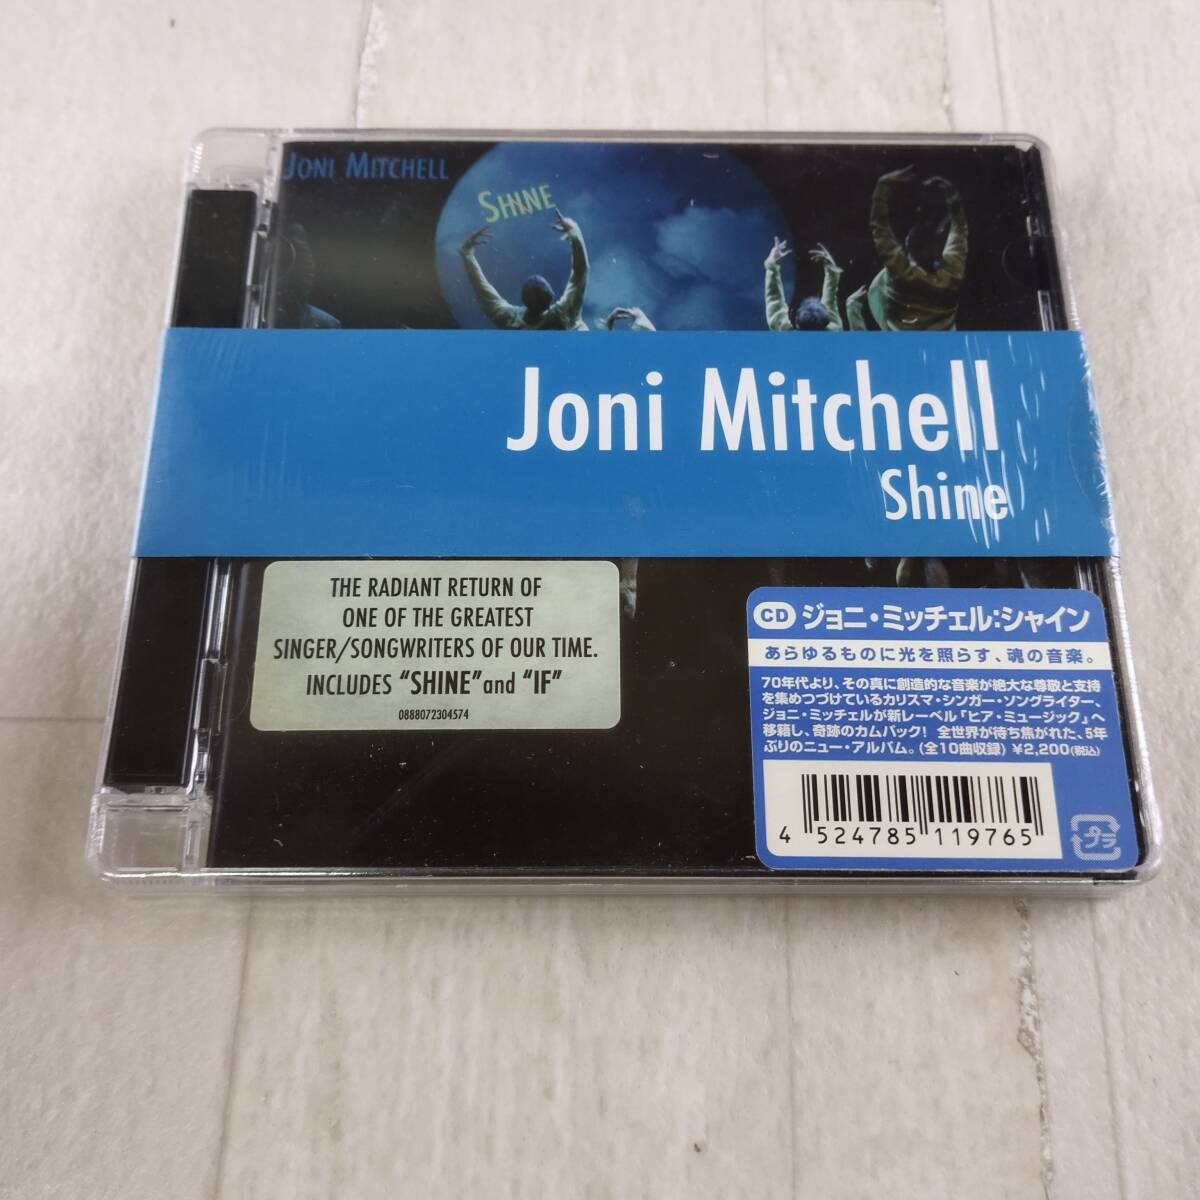 JONI MITCHELL
SHINE
Joni Mitchell
Shine
THE RADIANT RETURN OF
ONE OF THE GREATEST
SINGER/SONGWRITERS OF OUR TIME.
INCLUDES “SHINE” and “IF”
0888072304574
CD ジョニ・ミッチェル:シャイン
あらゆるものに光を照らす、魂の音楽。
70年代より、その真に創造的な音楽が絶大な尊敬と支持
を集めつづけているカリスマ・シンガー・ソングライター、
ジョニ・ミッチェルが新レーベル「ヒア・ミュージック」へ
移籍し、奇跡のカムバック! 全世界が待ち焦がれた、5年
ぶりのニュー・アルバム。(全10曲収録) ¥2,200(税込)
4 524785 119765
プラ